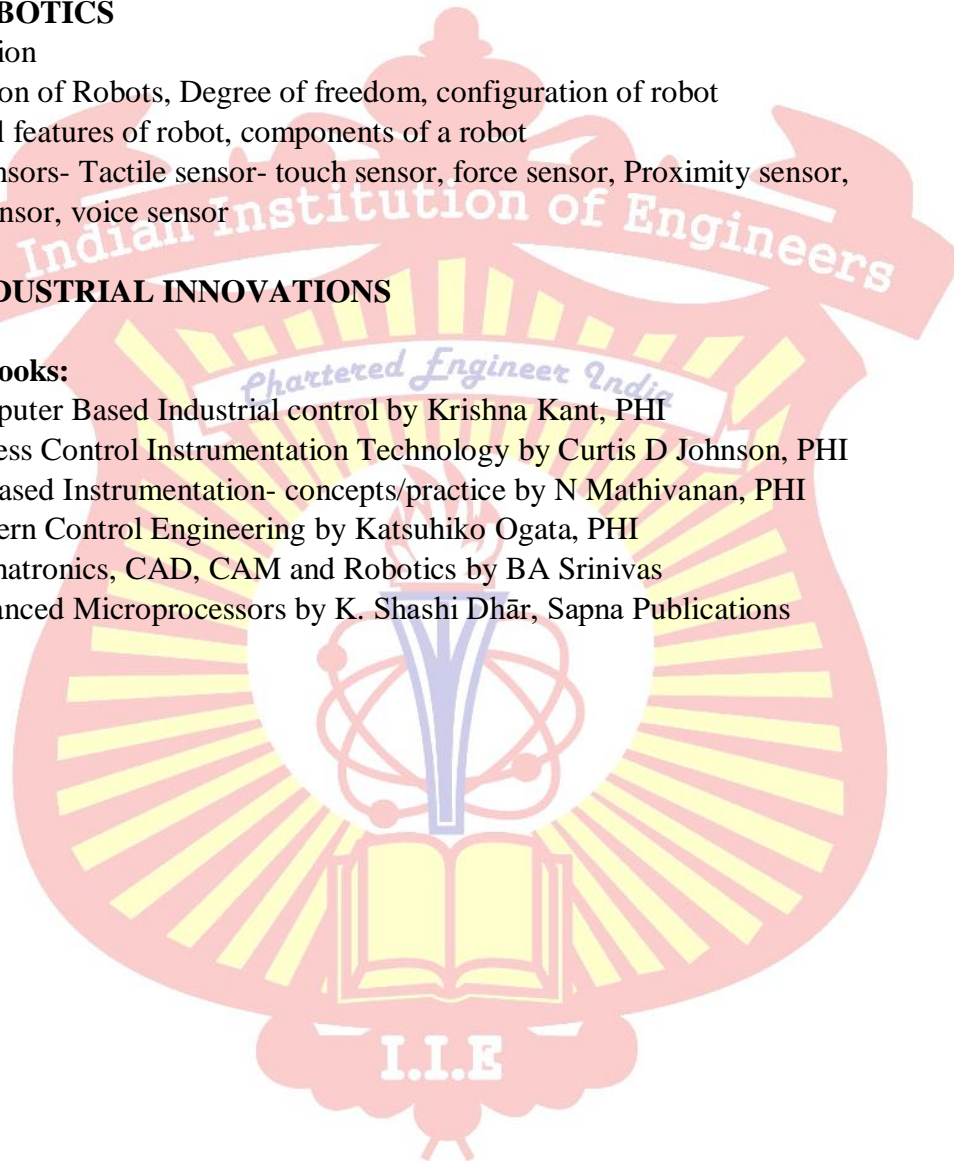 BOTICS
ion
on of Robots, Degree of freedom, configuration of robot
l features of robot, components of a robot
nsors- Tactile sensor- touch sensor, force sensor, Proximity sensor,
ensor, voice sensor
Indian Institution of Engineers
DUSTRIAL INNOVATIONS
ooks:
Chartered Engineer India
puter Based Industrial control by Krishna Kant, PHI
ess Control Instrumentation Technology by Curtis D Johnson, PHI
ased Instrumentation- concepts/practice by N Mathivanan, PHI
ern Control Engineering by Katsuhiko Ogata, PHI
hatronics, CAD, CAM and Robotics by BA Srinivas
anced Microprocessors by K. Shashi Dhār, Sapna Publications
I.I.E